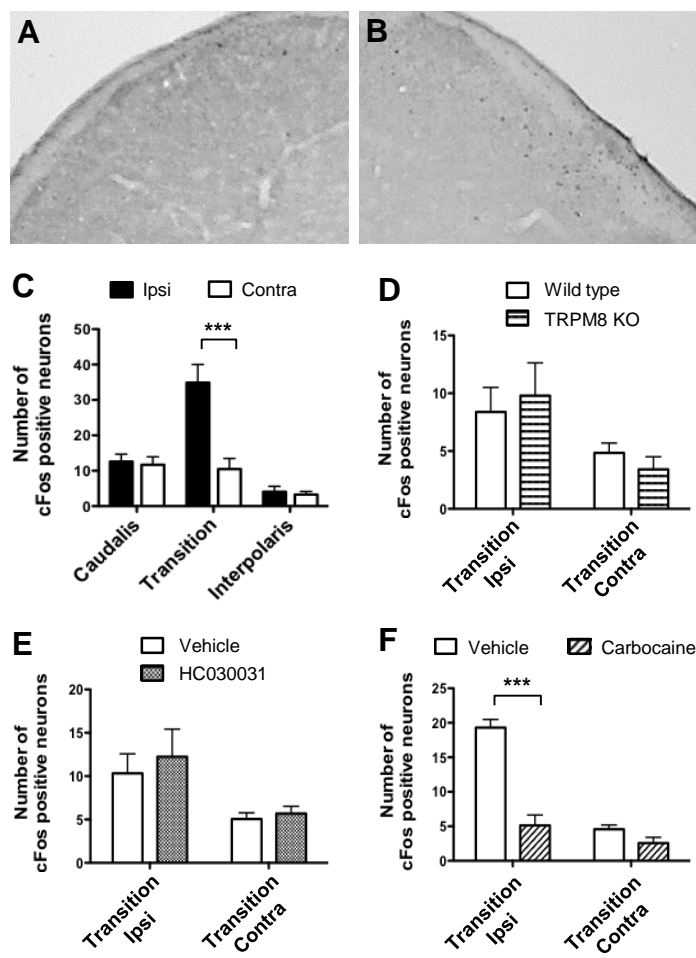 A
B
C
Ipsi
Contra
Number of
cFos positive neurons
50
40
30
20
10
0
***
Caudalis
Transition
Interpolaris
D
Wild type
TRPM8 KO
Number of
cFos positive neurons
15
10
5
0
Transition
Ipsi
Transition
Contra
E
Vehicle
HC030031
Number of
cFos positive neurons
20
15
10
5
0
Transition
Ipsi
Transition
Contra
F
Vehicle
Carbocaine
Number of
cFos positive neurons
25
20
15
10
5
0
***
Transition
Ipsi
Transition
Contra